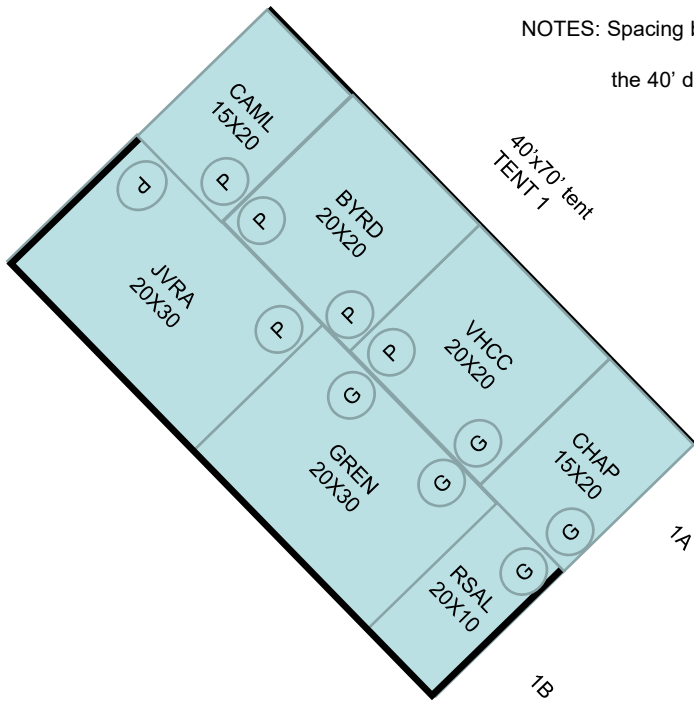 NOTES: Spacing b
the 40' d
40'x70' tent
TENT 1
CAML
15X20
P
P
P
BYRD
20X20
JVRA
20X30
P
P
P
VHCC
20X20
G
G
GREN
20X30
G
CHAP
15X20
G
G
RSAL
20X10
1A
1B